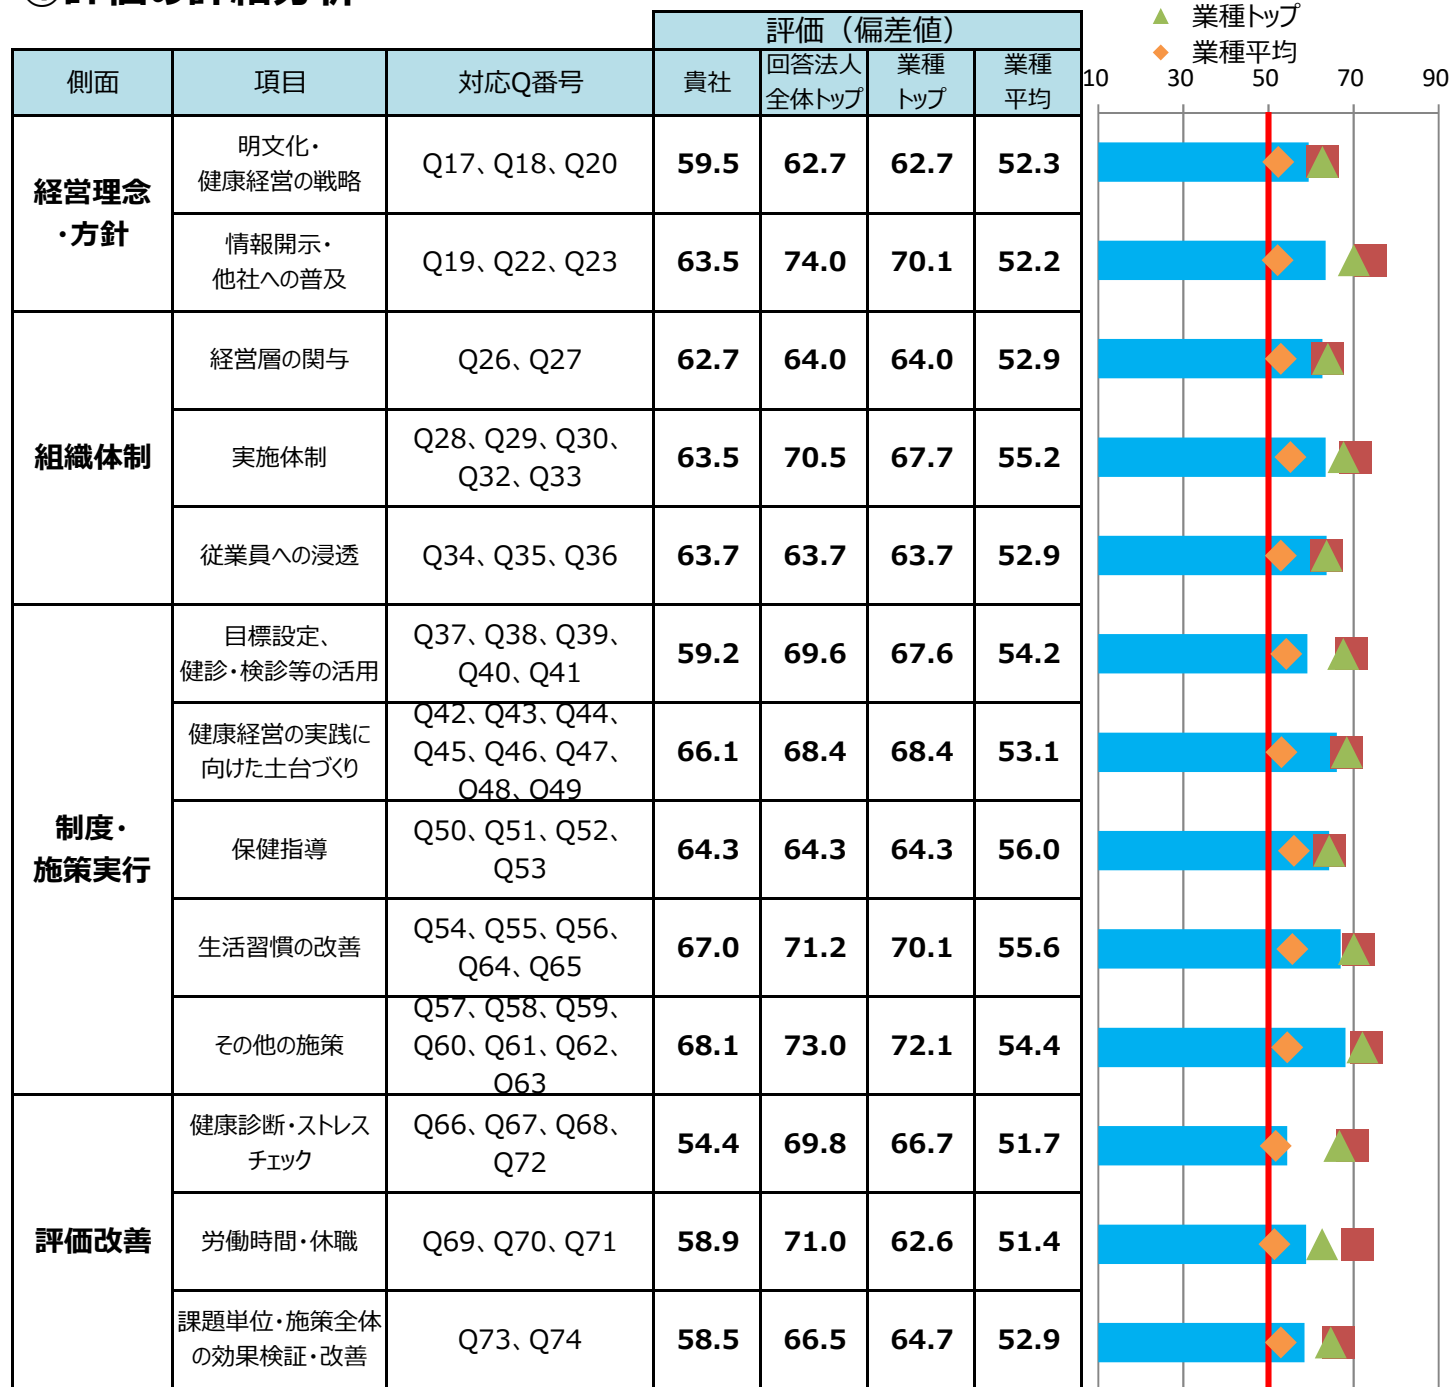 評価(偏差値)
▲ 業種トップ
◆ 業種平均
側面 項目 対応Q番号 貴社 回答法人 業種 業種
全体トップ トップ 平均
10 30 50 70 90
経営理念
・方針
明文化・
健康経営の戦略
Q17、Q18、Q20 59.5 62.7 62.7 52.3
情報開示・
他社への普及
Q19、Q22、Q23 63.5 74.0 70.1 52.2
組織体制
経営層の関与 Q26、Q27 62.7 64.0 64.0 52.9
実施体制
Q28、Q29、Q30、
Q32、Q33
63.5 70.5 67.7 55.2
従業員への浸透 Q34、Q35、Q36 63.7 63.7 63.7 52.9
制度・
施策実行
目標設定、
健診・検診等の活用
Q37、Q38、Q39、
Q40、Q41
59.2 69.6 67.6 54.2
健康経営の実践に
向けた土台づくり
Q42、Q43、Q44、
Q45、Q46、Q47、
Q48、Q49
66.1 68.4 68.4 53.1
保健指導
Q50、Q51、Q52、
Q53
64.3 64.3 64.3 56.0
生活習慣の改善
Q54、Q55、Q56、
Q64、Q65
67.0 71.2 70.1 55.6
その他の施策
Q57、Q58、Q59、
Q60、Q61、Q62、
Q63
68.1 73.0 72.1 54.4
評価改善
健康診断・ストレス
チェック
Q66、Q67、Q68、
Q72
54.4 69.8 66.7 51.7
労働時間・休職 Q69、Q70、Q71 58.9 71.0 62.6 51.4
課題単位・施策全体
の効果検証・改善
Q73、Q74 58.5 66.5 64.7 52.9